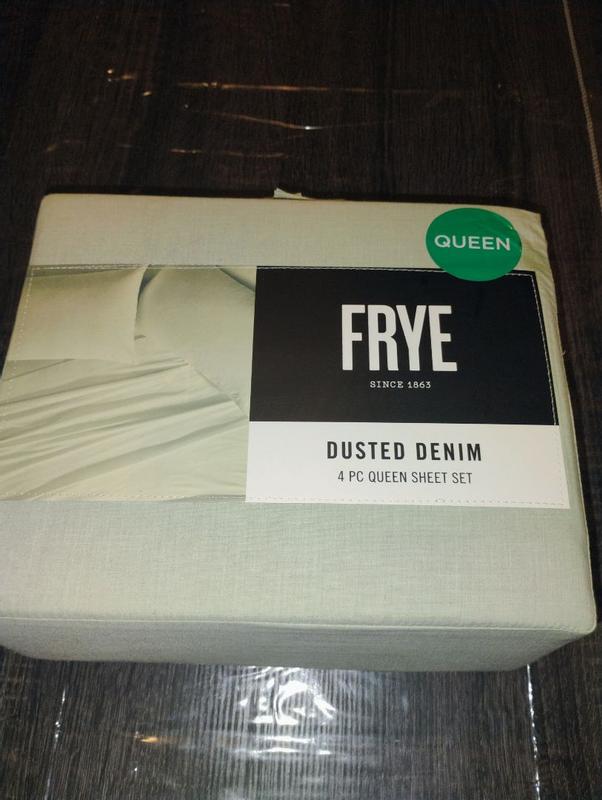 QUEEN
FRYE
SINCE 1863
DUSTED DENIM
4 PC QUEEN SHEET SET